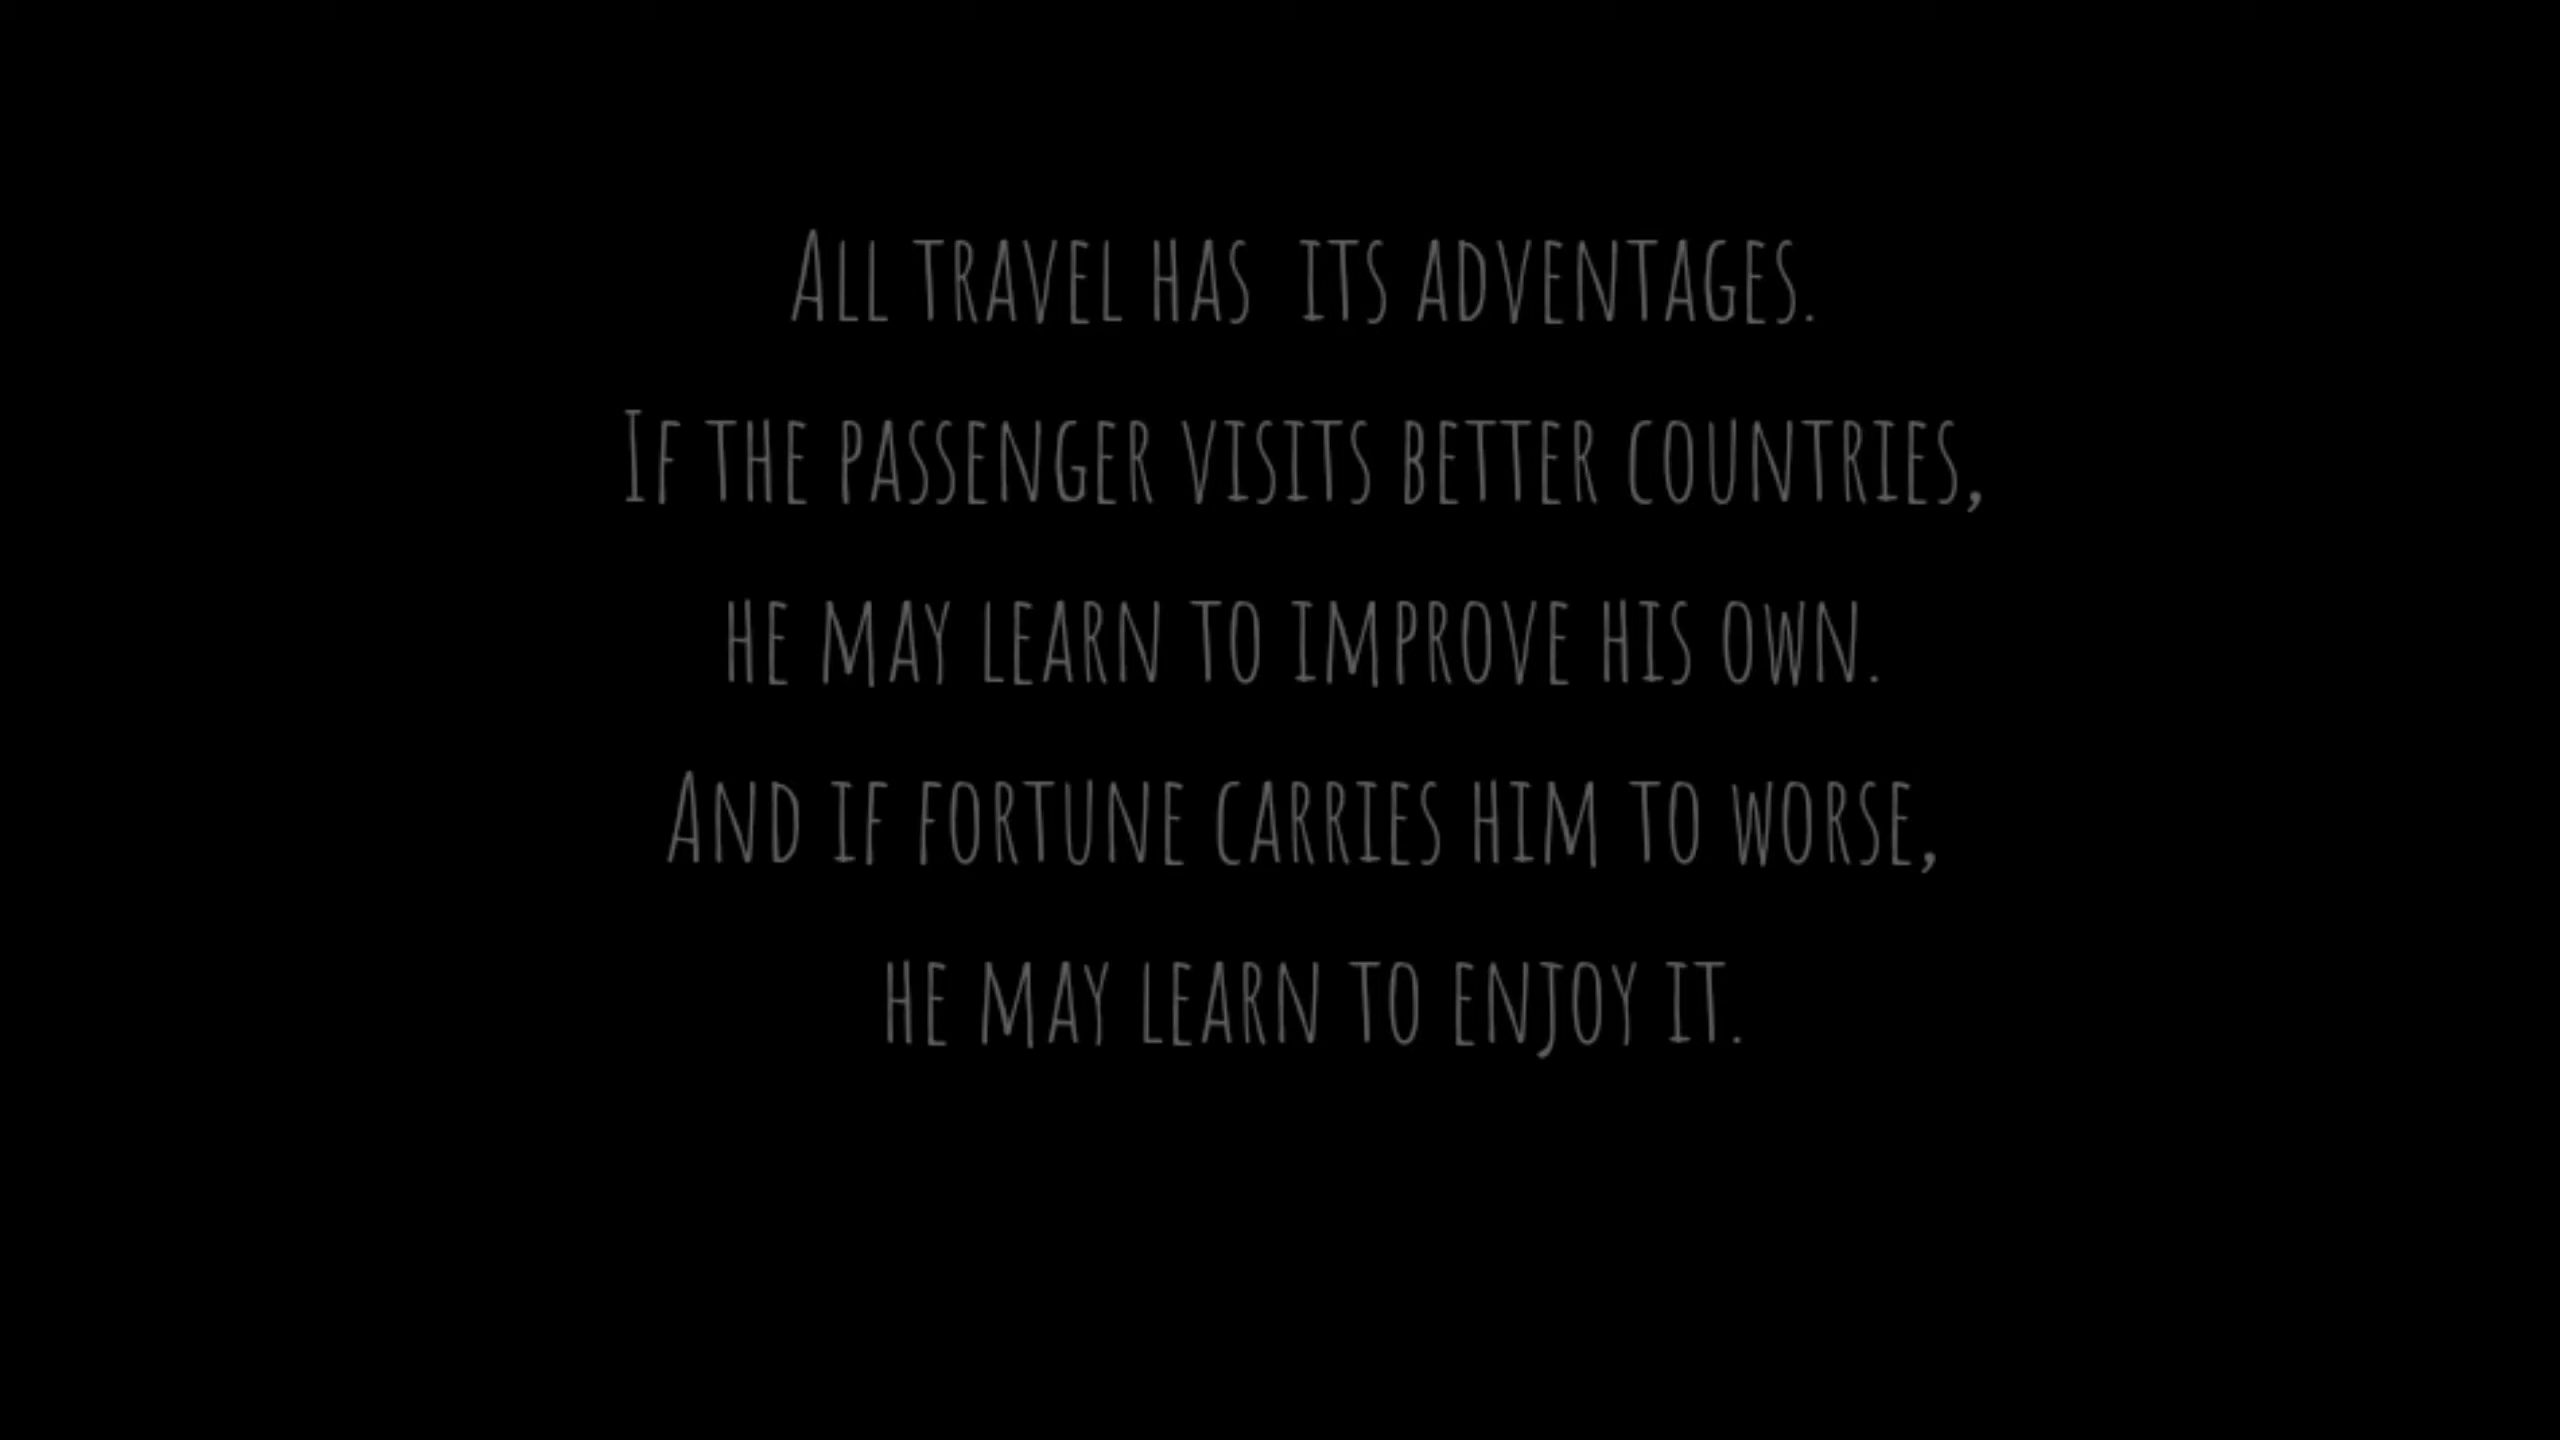 All travel has its adventages.
If the passenger visits better countries,
he may learn to improve his own.
And if fortune carries him to worse,
he may learn to enjoy it.